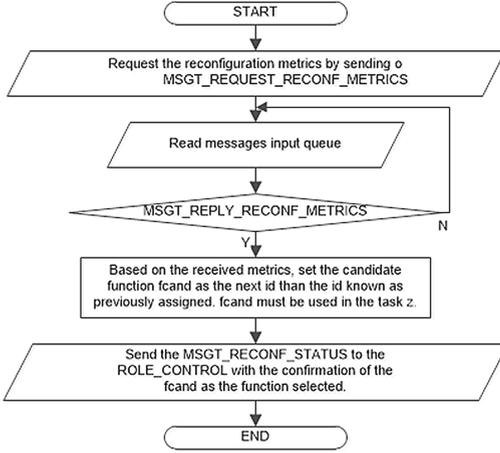 START
Request the reconfiguration metrics by sending o
MSGT_REQUEST_RECONF_METRICS
Read messages input queue
MSGT_REPLY_RECONF_METRICS
N
Y
Based on the received metrics, set the candidate
function fcand as the next id than the id known as
previously assigned. fcand must be used in the task z.
Send the MSGT_RECONF_STATUS to the
ROLE_CONTROL with the confirmation of the
fcand as the function selected.
END